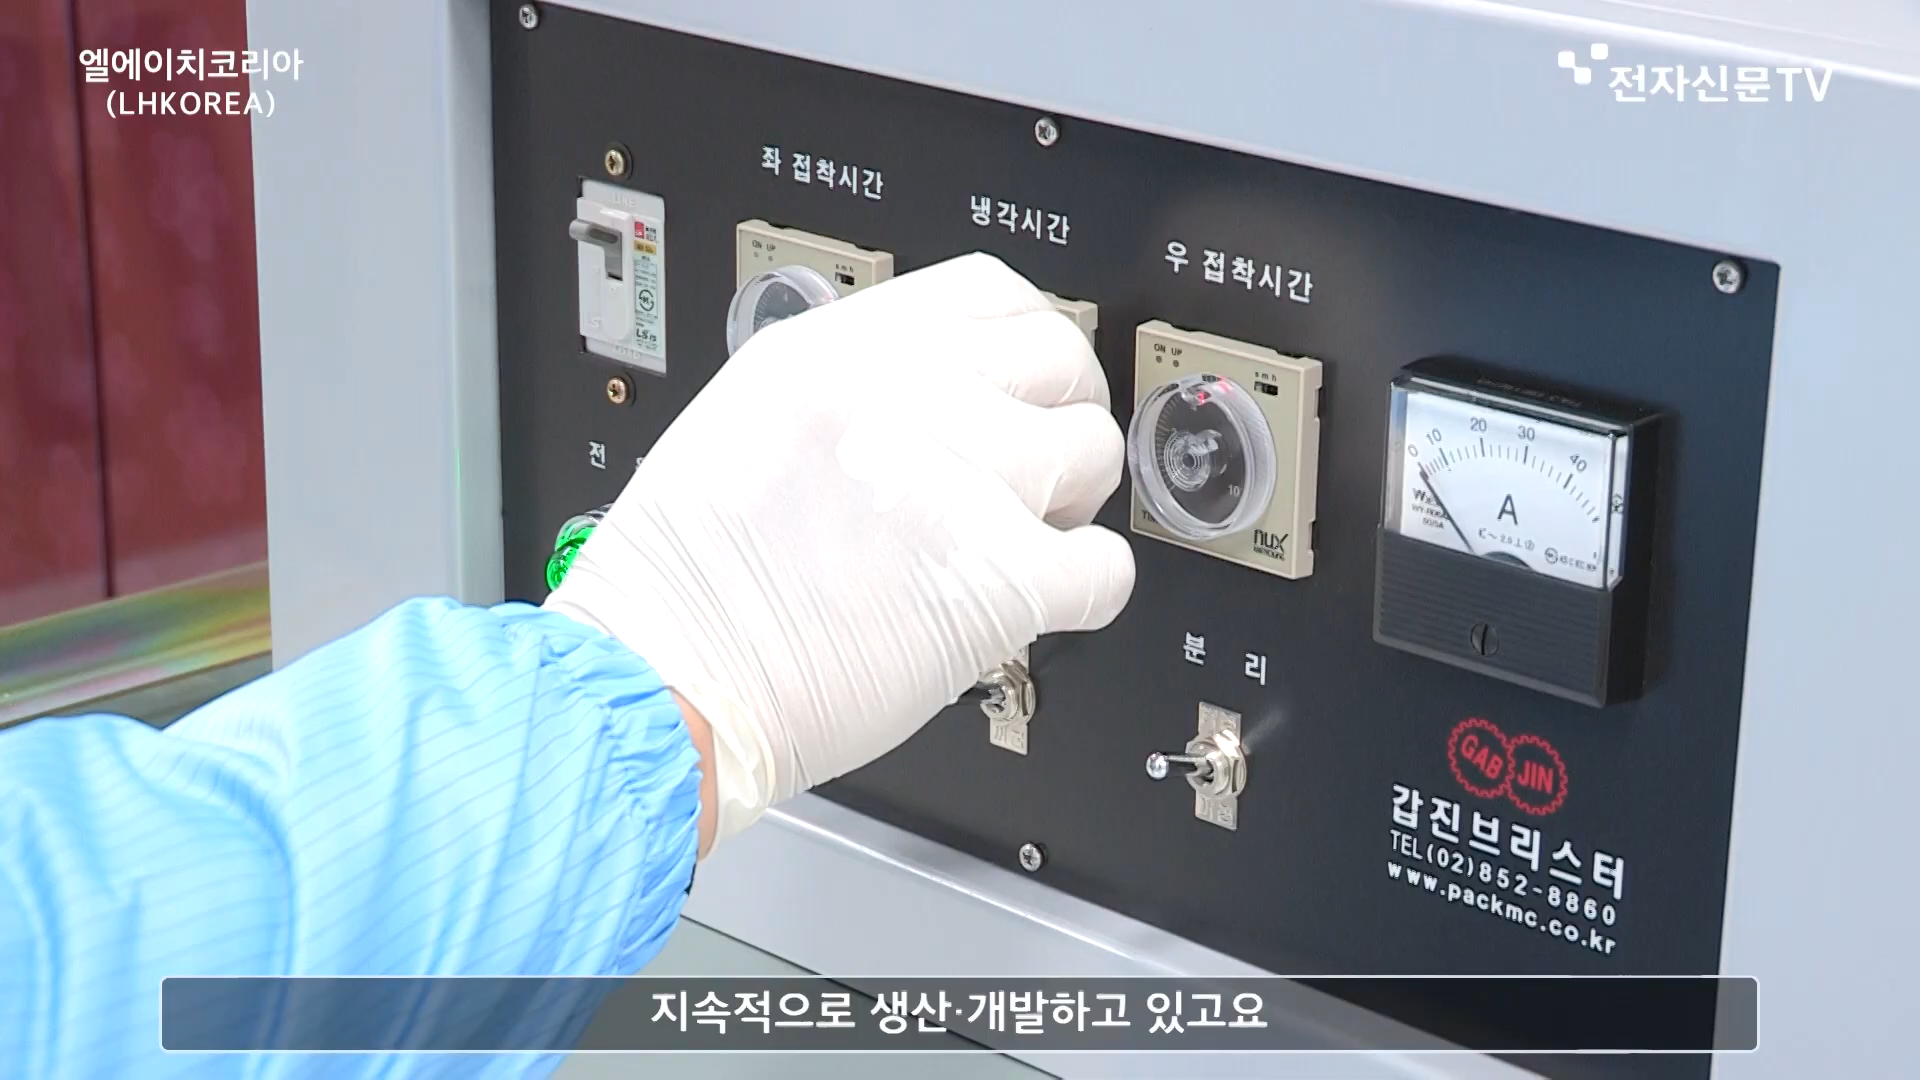 엘에이치코리아
(LHKOREA)
전자신문TV
좌 접착시간
냉각시간
우 접착시간
ON UP
s m h
ON UP
s m h
10
nux
LS
전
0 10 20 30 40
A
분 리
GAB JIN
갑진브리스터
TEL(02)852-8860
www.packmc.co.kr
지속적으로 생산·개발하고 있고요